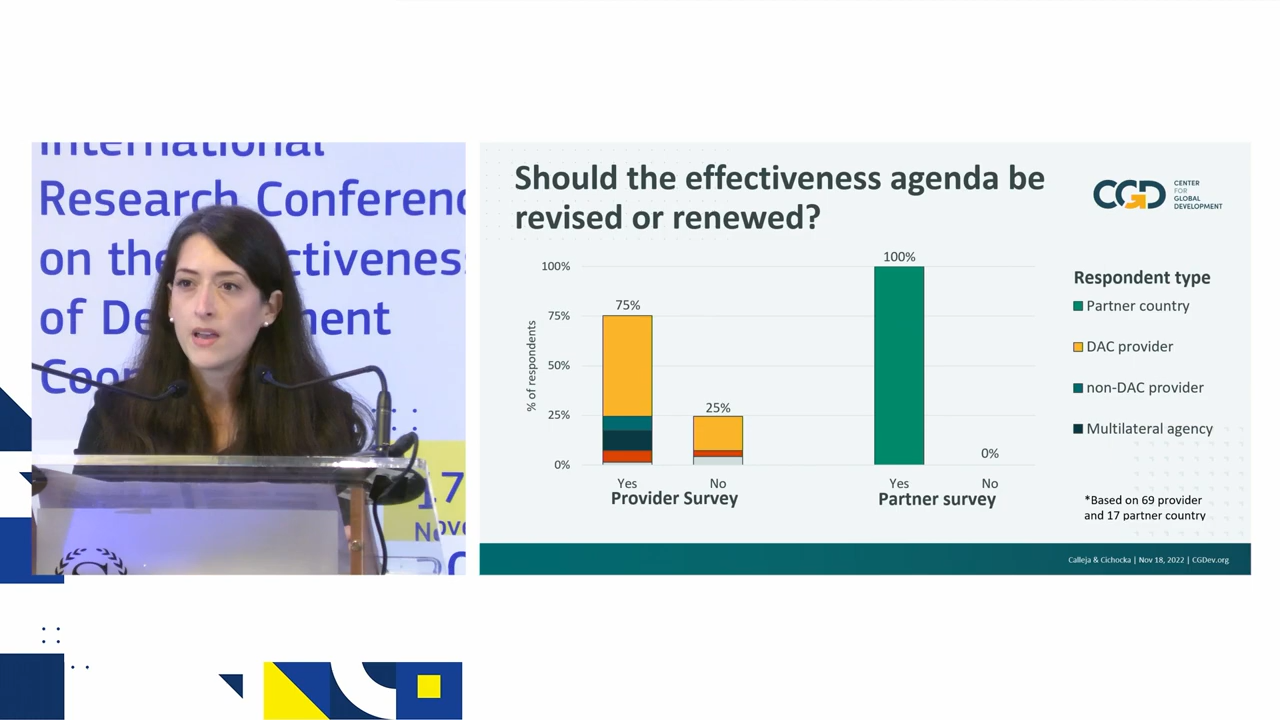 International
Research Conferenc
on the ctiveness
of De ment
Coo
17
Nov
Should the effectiveness agenda be
revised or renewed?
CGD
CENTER
FOR
GLOBAL
DEVELOPMENT
100%
75%
50%
25%
0%
% of respondents
75%
25%
100%
0%
Yes
No
Yes
No
Provider Survey
Partner survey
Respondent type
Partner country
DAC provider
non-DAC provider
Multilateral agency
*Based on 69 provider
and 17 partner country
Calleja & Cichocka | Nov 18, 2022 | CGDev.org